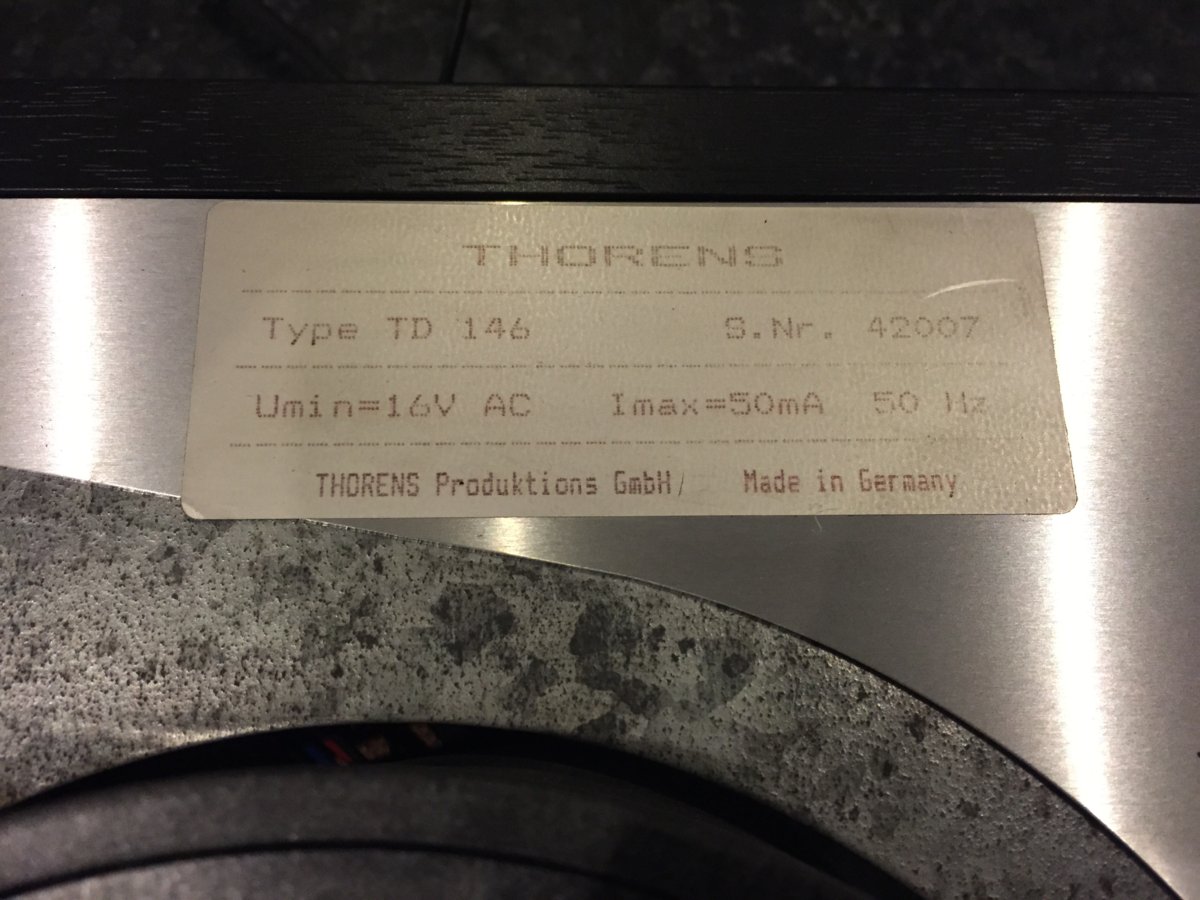 THORENS
Type TD 146 S.Nr. 42007
Umin=16V AC Imax=50mA 50 Hz
THORENS Produktions GmbH/ Made in Germany